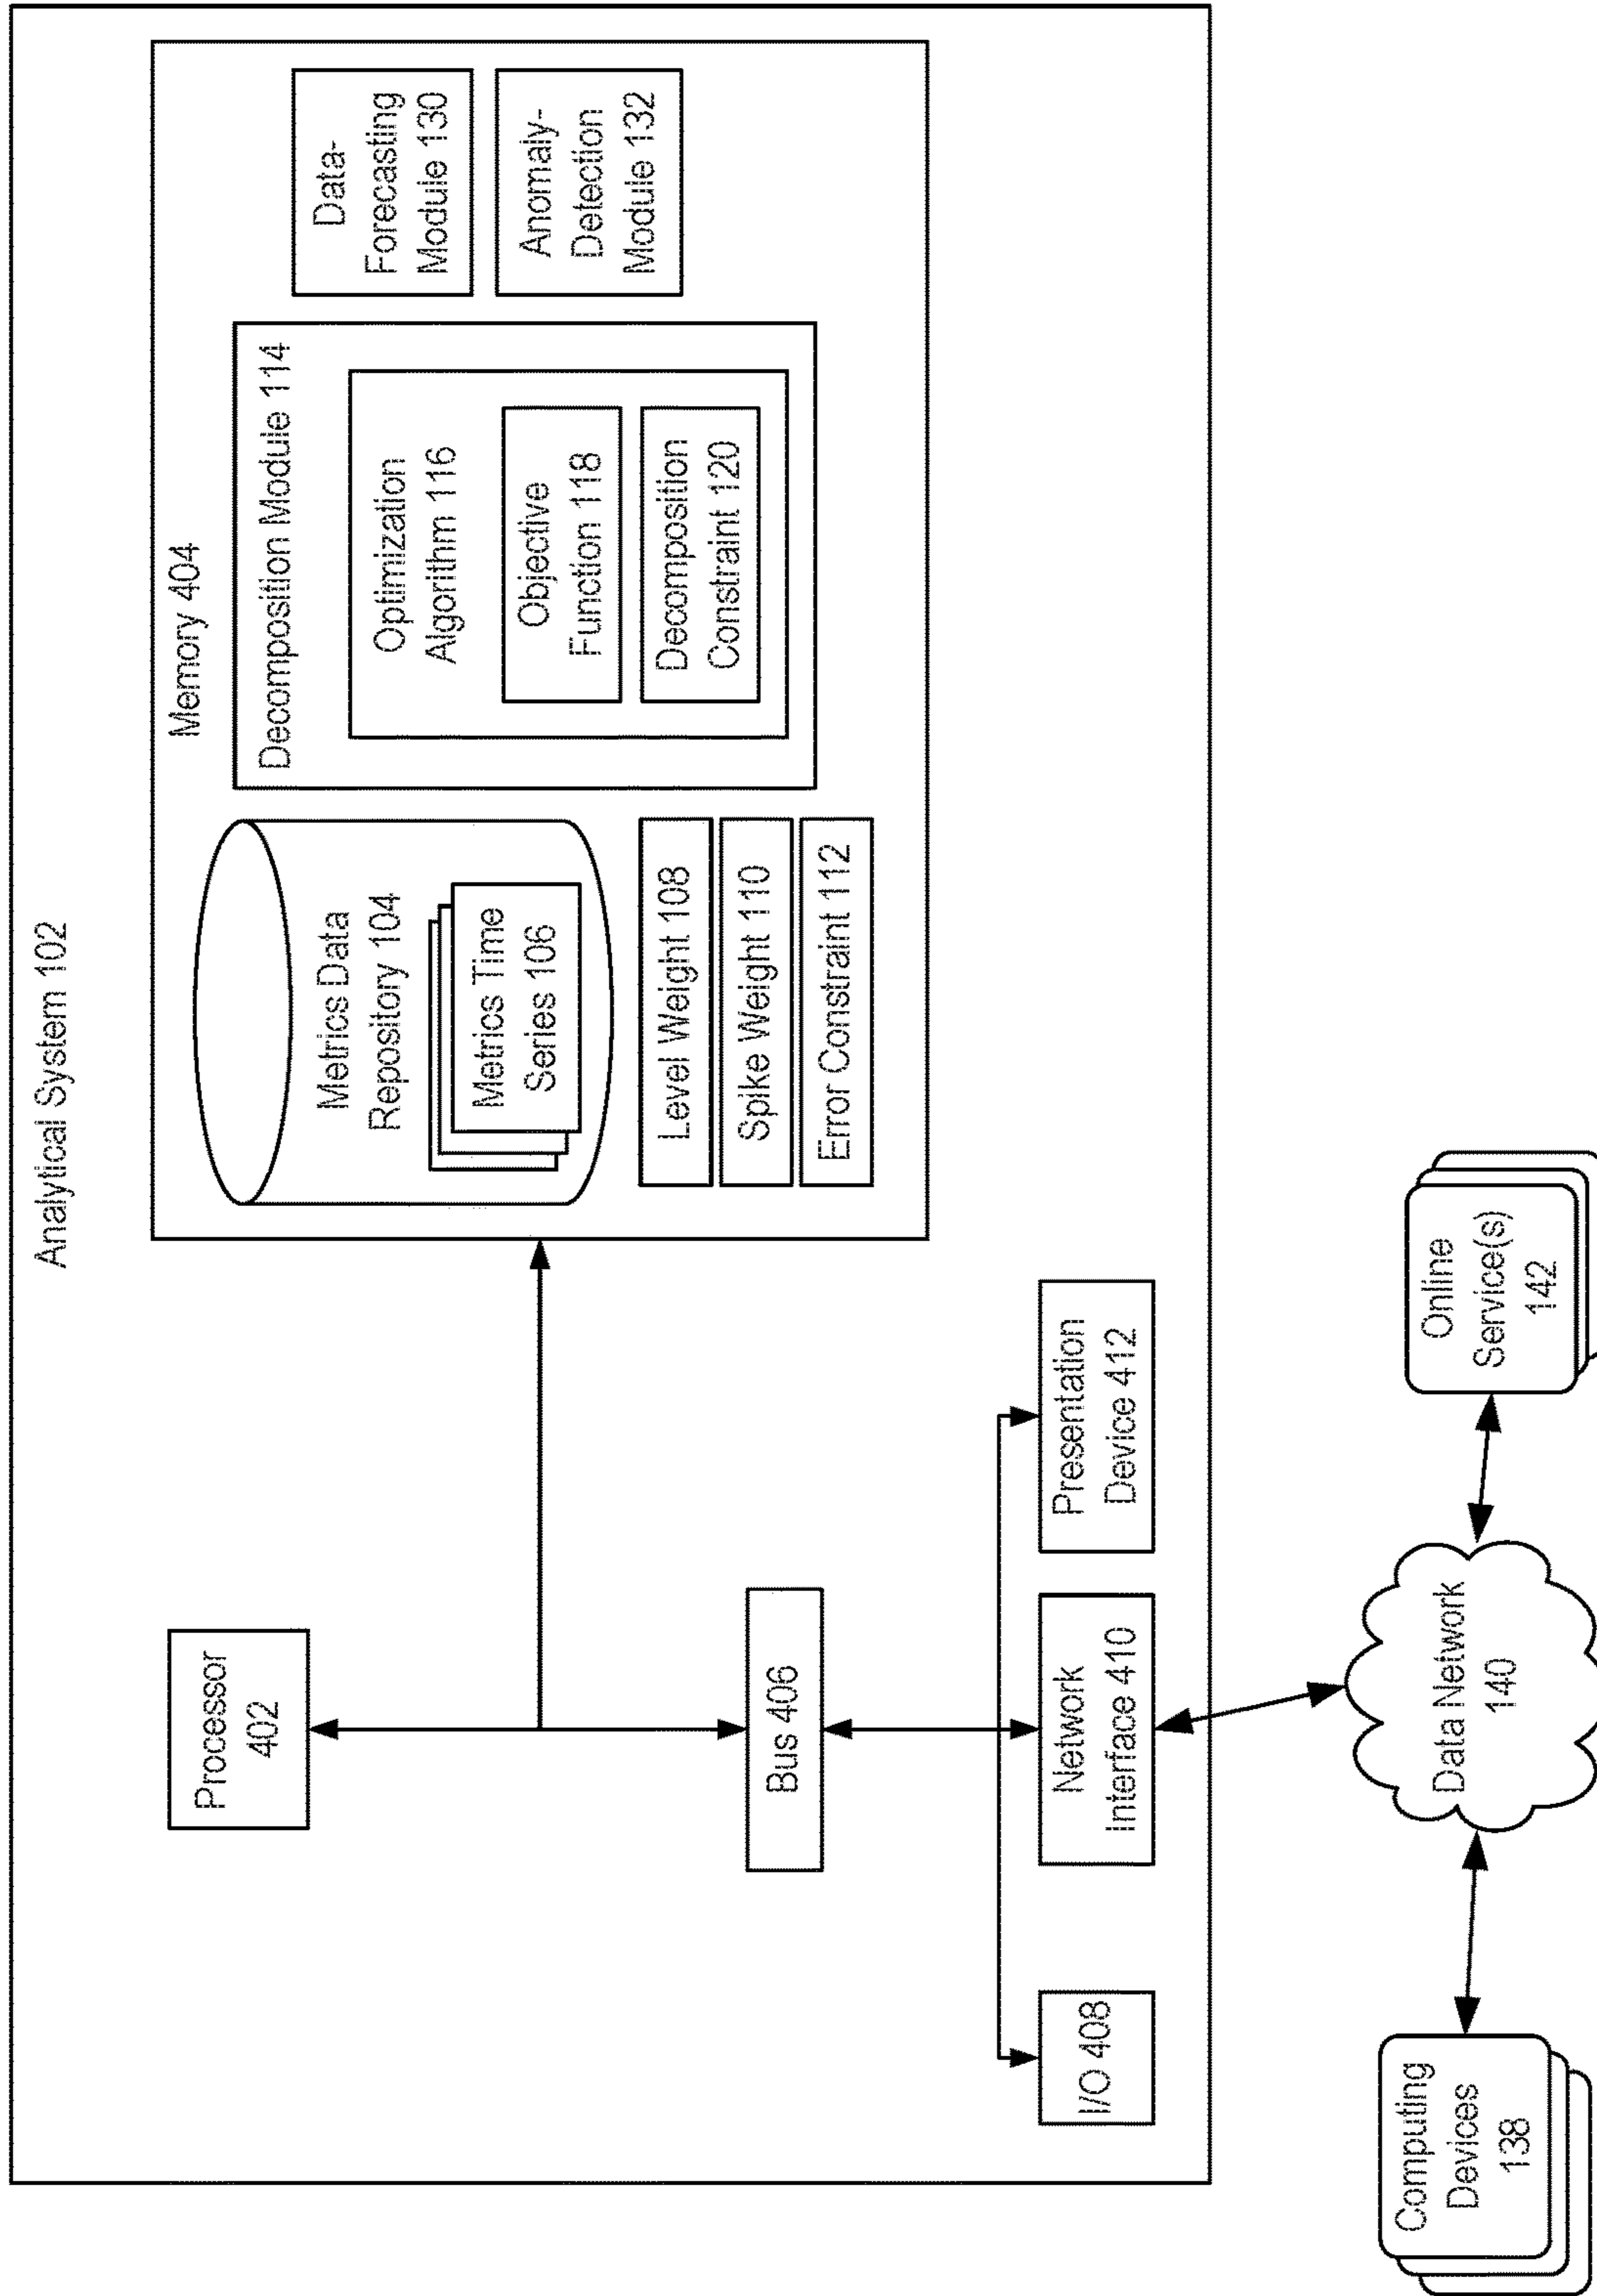 Analytical System 102
Processor
402
Memory 404
Metrics Data
Repository 104
Metrics Time
Series 106
Level Weight 108
Spike Weight 110
Error Constraint 112
Decomposition Module 114
Optimization
Algorithm 116
Objective
Function 118
Decomposition
Constraint 120
Data-
Forecasting
Module 130
Anomaly-
Detection
Module 132
Bus 406
I/O 408
Network
Interface 410
Presentation
Device 412
Computing
Devices
138
Data Network
140
Online
Service(s)
142